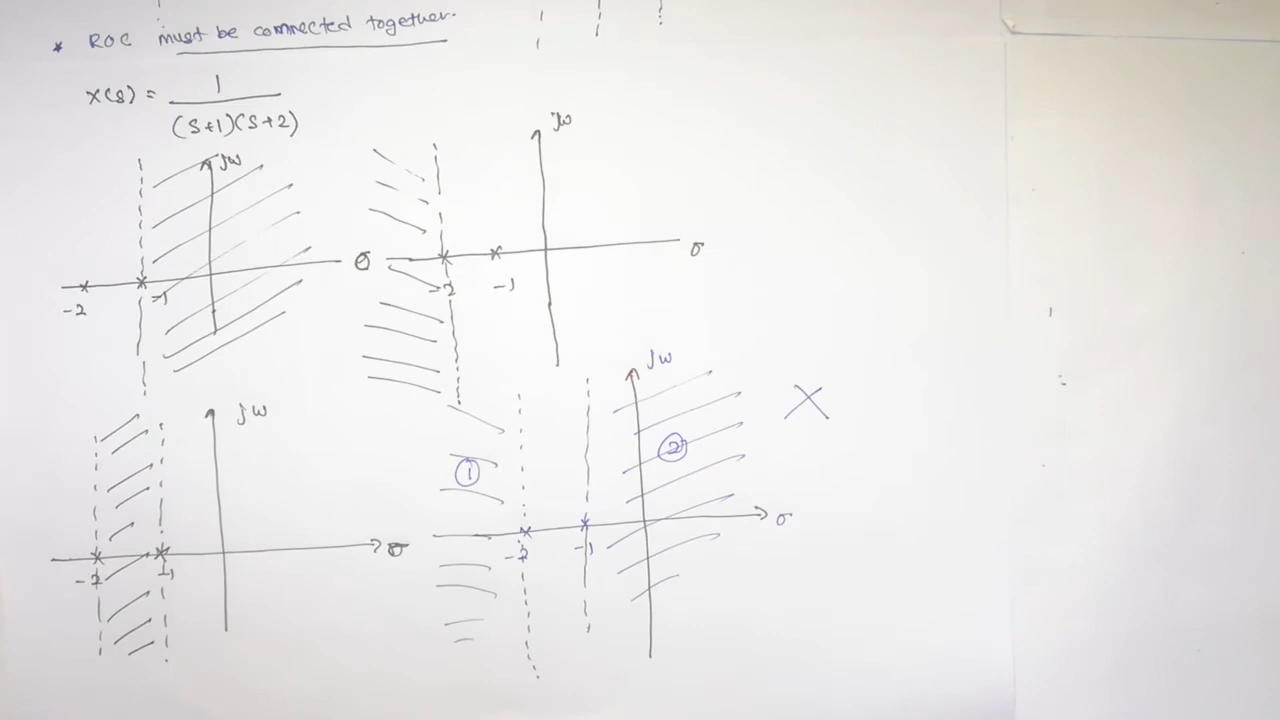 * ROC must be connected together.
X(s) = 1
(s+1)(s+2)
jω
jω
σ
σ
-2
-1
-2
-1
jω
jω
①
②
X
σ
σ
-2
-1
-2
-1